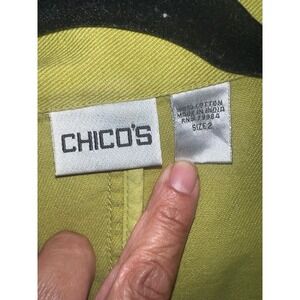 CHICO'S
100% COTTON
MADE IN INDIA
RN# 79984
SIZE 2